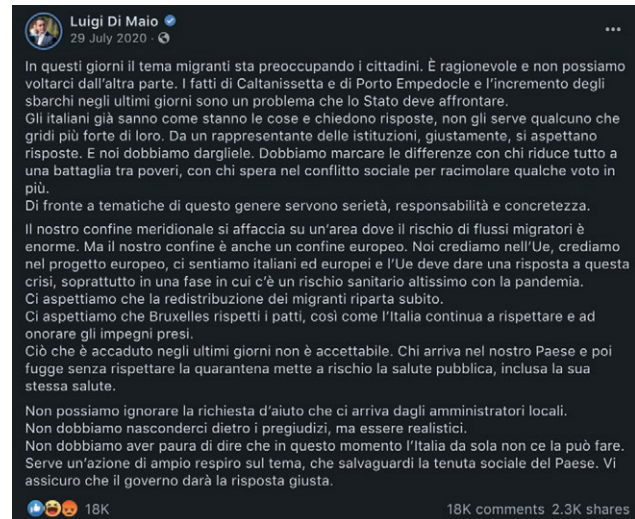 Luigi Di Maio
29 July 2020 ·
In questi giorni il tema migranti sta preoccupando i cittadini. È ragionevole e non possiamo
voltarci dall'altra parte. I fatti di Caltanissetta e di Porto Empedocle e l'incremento degli
sbarchi negli ultimi giorni sono un problema che lo Stato deve affrontare.
Gli italiani già sanno come stanno le cose e chiedono risposte, non gli serve qualcuno che
gridi più forte di loro. Da un rappresentante delle istituzioni, giustamente, si aspettano
risposte. E noi dobbiamo dargliele. Dobbiamo marcare le differenze con chi riduce tutto a
una battaglia tra poveri, con chi spera nel conflitto sociale per racimolare qualche voto in
più.
Di fronte a tematiche di questo genere servono serietà, responsabilità e concretezza.
Il nostro confine meridionale si affaccia su un'area dove il rischio di flussi migratori è
enorme. Ma il nostro confine è anche un confine europeo. Noi crediamo nell'Ue, crediamo
nel progetto europeo, ci sentiamo italiani ed europei e l'Ue deve dare una risposta a questa
crisi, soprattutto in una fase in cui c'è un rischio sanitario altissimo con la pandemia.
Ci aspettiamo che la redistribuzione dei migranti riparta subito.
Ci aspettiamo che Bruxelles rispetti i patti, così come l'Italia continua a rispettare e ad
onorare gli impegni presi.
Ciò che è accaduto negli ultimi giorni non è accettabile. Chi arriva nel nostro Paese e poi
fugge senza rispettare la quarantena mette a rischio la salute pubblica, inclusa la sua
stessa salute.
Non possiamo ignorare la richiesta d'aiuto che ci arriva dagli amministratori locali.
Non dobbiamo nasconderci dietro i pregiudizi, ma essere realistici.
Non dobbiamo aver paura di dire che in questo momento l'Italia da sola non ce la può fare.
Serve un'azione di ampio respiro sul tema, che salvaguardi la tenuta sociale del Paese. Vi
assicuro che il governo darà la risposta giusta.
18K 18K comments 2.3K shares